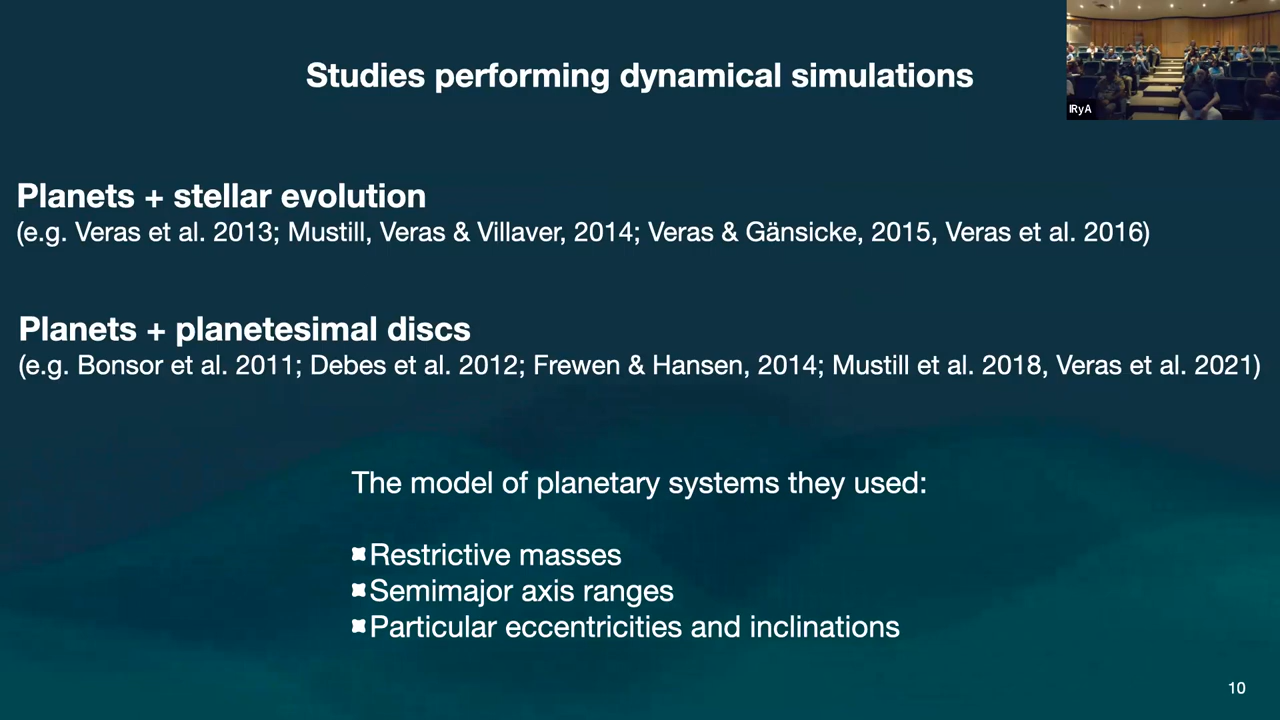 Studies performing dynamical simulations
IRyA
Planets + stellar evolution
(e.g. Veras et al. 2013; Mustill, Veras & Villaver, 2014; Veras & Gänsicke, 2015, Veras et al. 2016)
Planets + planetesimal discs
(e.g. Bonsor et al. 2011; Debes et al. 2012; Frewen & Hansen, 2014; Mustill et al. 2018, Veras et al. 2021)
The model of planetary systems they used:
Restrictive masses
Semimajor axis ranges
Particular eccentricities and inclinations
10